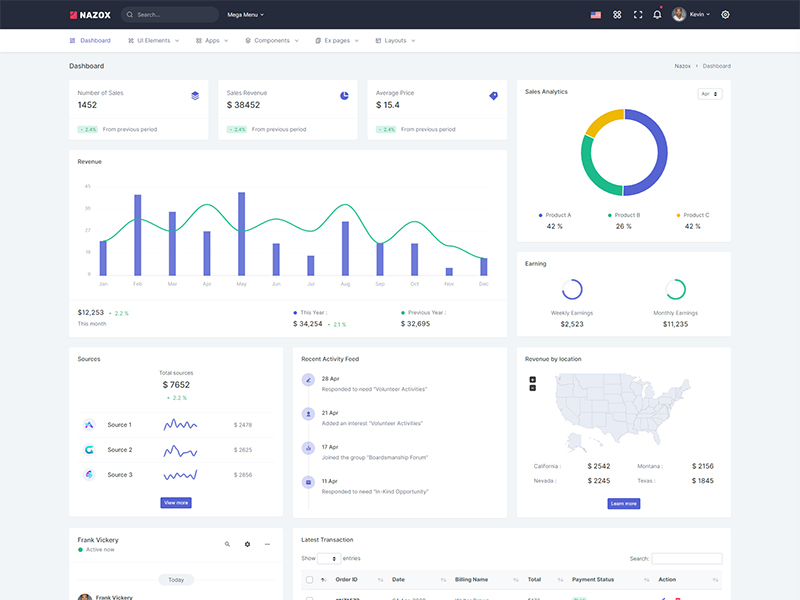 NAZOX
Search...
Mega Menu
Kevin
Dashboard
UI Elements
Apps
Components
Ex pages
Layouts
Dashboard
Nazox > Dashboard
Number of Sales
1452
2.4% From previous period
Sales Revenue
$ 38452
2.4% From previous period
Average Price
$ 15.4
2.4% From previous period
Sales Analytics
Apr
Product A
42 %
Product B
26 %
Product C
42 %
Revenue
Jan Feb Mar Apr May Jun Jul Aug Sep Oct Nov Dec
$12,253 2.2 %
This month
This Year :
$ 34,254 2.1 %
Previous Year :
$ 32,695
Earning
Weekly Earnings
$2,523
Monthly Earnings
$11,235
Sources
Total sources
$ 7652
2.2 %
Source 1 $ 2478
Source 2 $ 2625
Source 3 $ 2856
View more
Recent Activity Feed
28 Apr
Responded to need "Volunteer Activities"
21 Apr
Added an interest "Volunteer Activities"
17 Apr
Joined the group "Boardsmanship Forum"
11 Apr
Responded to need "In-Kind Opportunity"
Revenue by location
California : $ 2542 Montana : $ 2156
Nevada : $ 2245 Texas : $ 1845
Learn more
Frank Vickery
Active now
Today
Frank Vickery
Latest Transaction
Show entries
Search:
Order ID Date Billing Name Total Payment Status Action